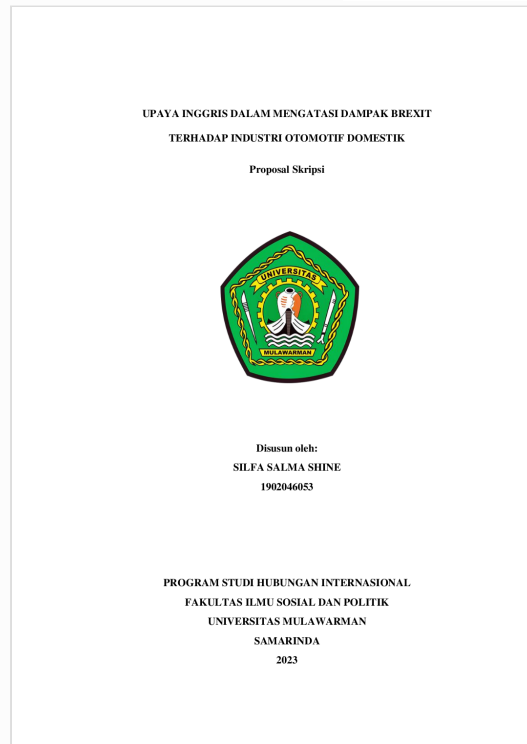 UPAYA INGGRIS DALAM MENGATASI DAMPAK BREXIT
TERHADAP INDUSTRI OTOMOTIF DOMESTIK
Proposal Skripsi
UNIVERSITAS
MULAWARMAN
Disusun oleh:
SILFA SALMA SHINE
1902046053
PROGRAM STUDI HUBUNGAN INTERNASIONAL
FAKULTAS ILMU SOSIAL DAN POLITIK
UNIVERSITAS MULAWARMAN
SAMARINDA
2023